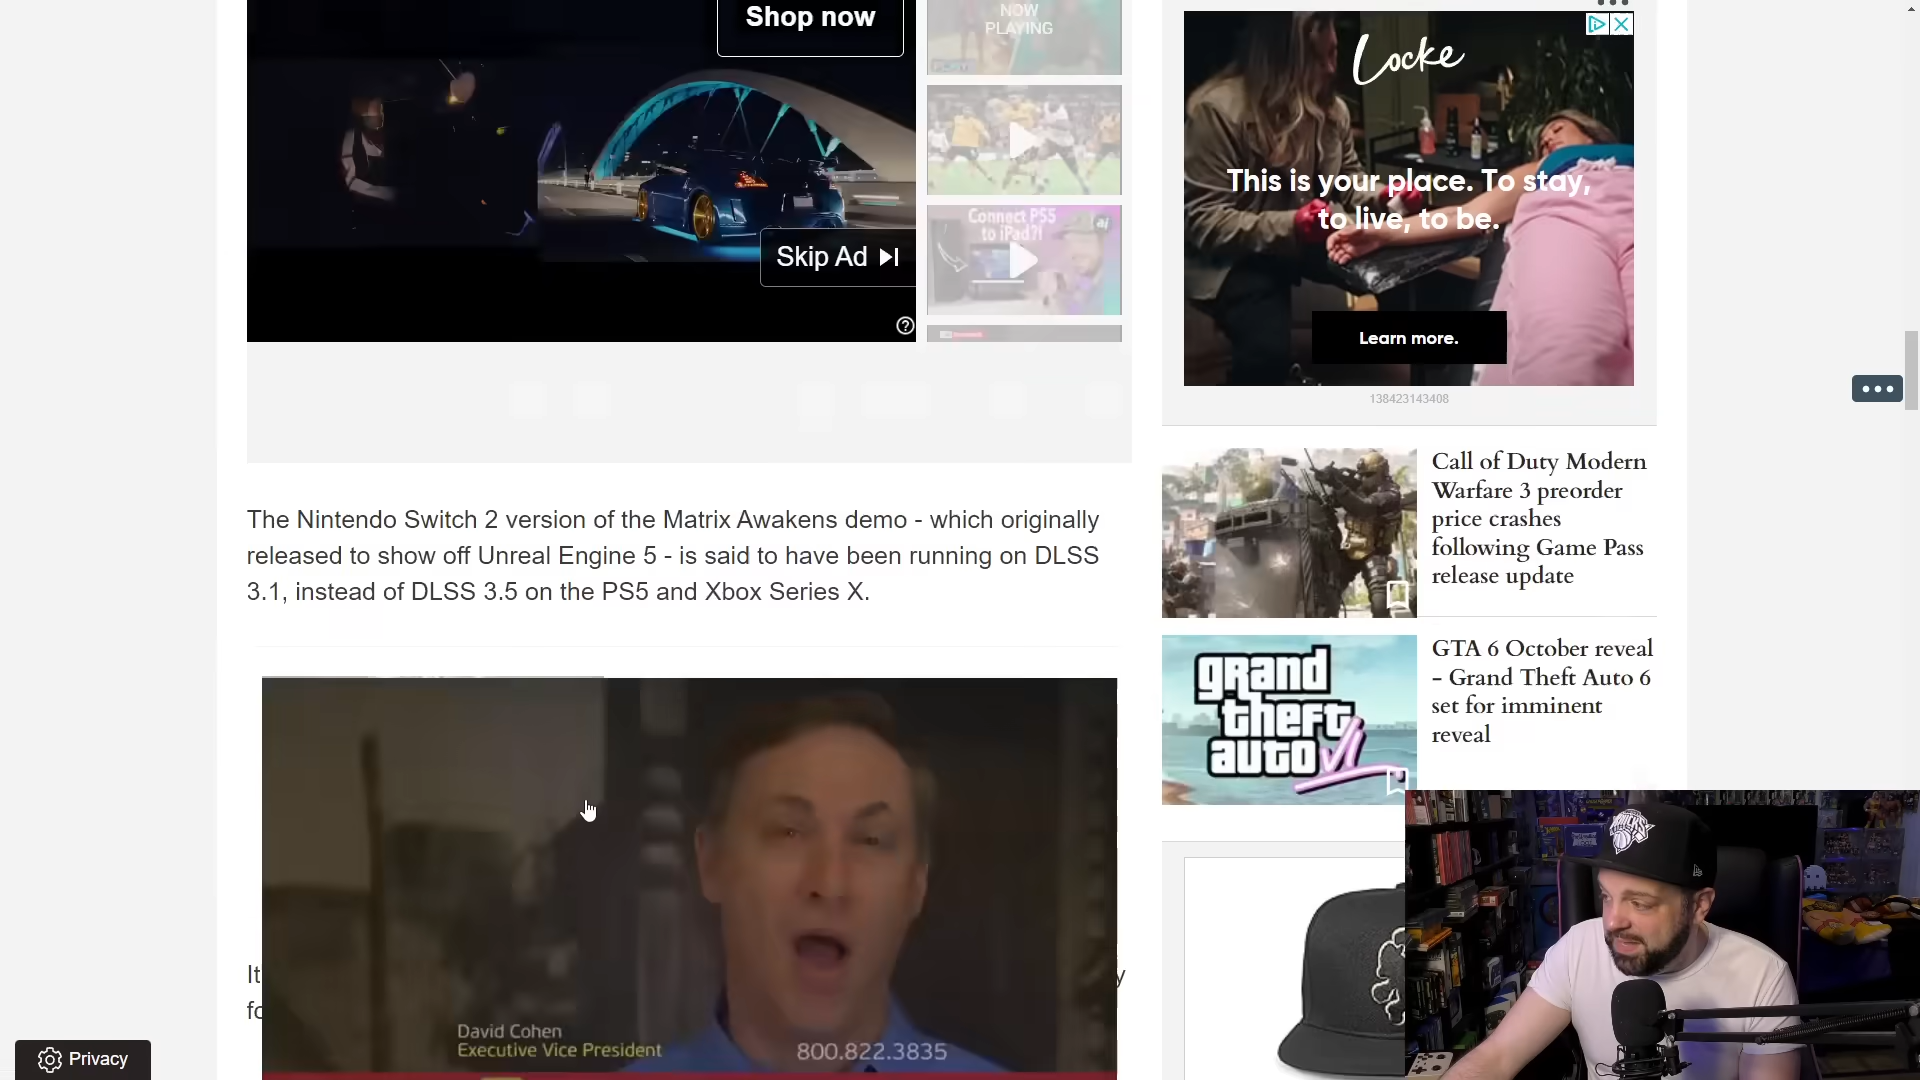 Shop now
NOW
PLAYING
Connect PS5
to iPad?!
Skip Ad
Locke
This is your place. To stay,
to live, to be.
Learn more.
138423143408
The Nintendo Switch 2 version of the Matrix Awakens demo - which originally
released to show off Unreal Engine 5 - is said to have been running on DLSS
3.1, instead of DLSS 3.5 on the PS5 and Xbox Series X.
Call of Duty Modern
Warfare 3 preorder
price crashes
following Game Pass
release update
grand
theft
auto VI
GTA 6 October reveal
- Grand Theft Auto 6
set for imminent
reveal
It
David Cohen
Executive Vice President
800.822.3835
Privacy